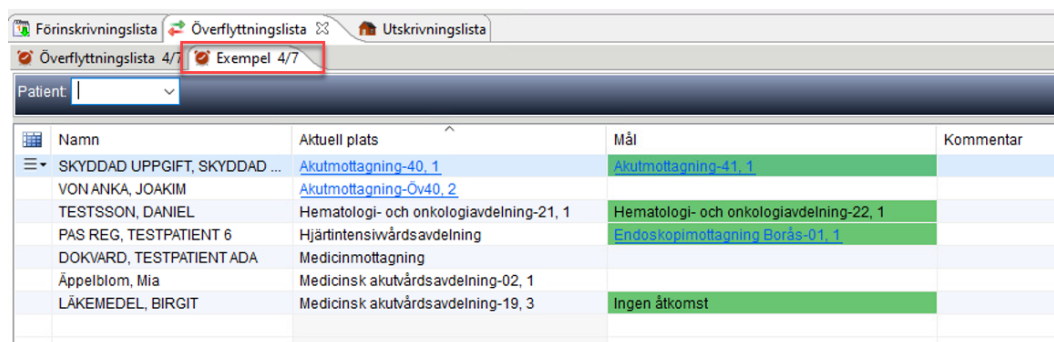 Förinskrivningslista Överflyttningslista Utskrivningslista
Överflyttningslista 4/7 Exempel 4/7
Patient:
Namn Aktuell plats Mål Kommentar
SKYDDAD UPPGIFT, SKYDDAD ... Akutmottagning-40, 1 Akutmottagning-41, 1
VON ANKA, JOAKIM Akutmottagning-Öv40, 2
TESTSSON, DANIEL Hematologi- och onkologiavdelning-21, 1 Hematologi- och onkologiavdelning-22, 1
PAS REG, TESTPATIENT 6 Hjärtintensivvårdsavdelning Endoskopimottagning Borås-01, 1
DOKVARD, TESTPATIENT ADA Medicinmottagning
Äppelblom, Mia Medicinsk akutvårdsavdelning-02, 1
LÄKEMEDEL, BIRGIT Medicinsk akutvårdsavdelning-19, 3 Ingen åtkomst